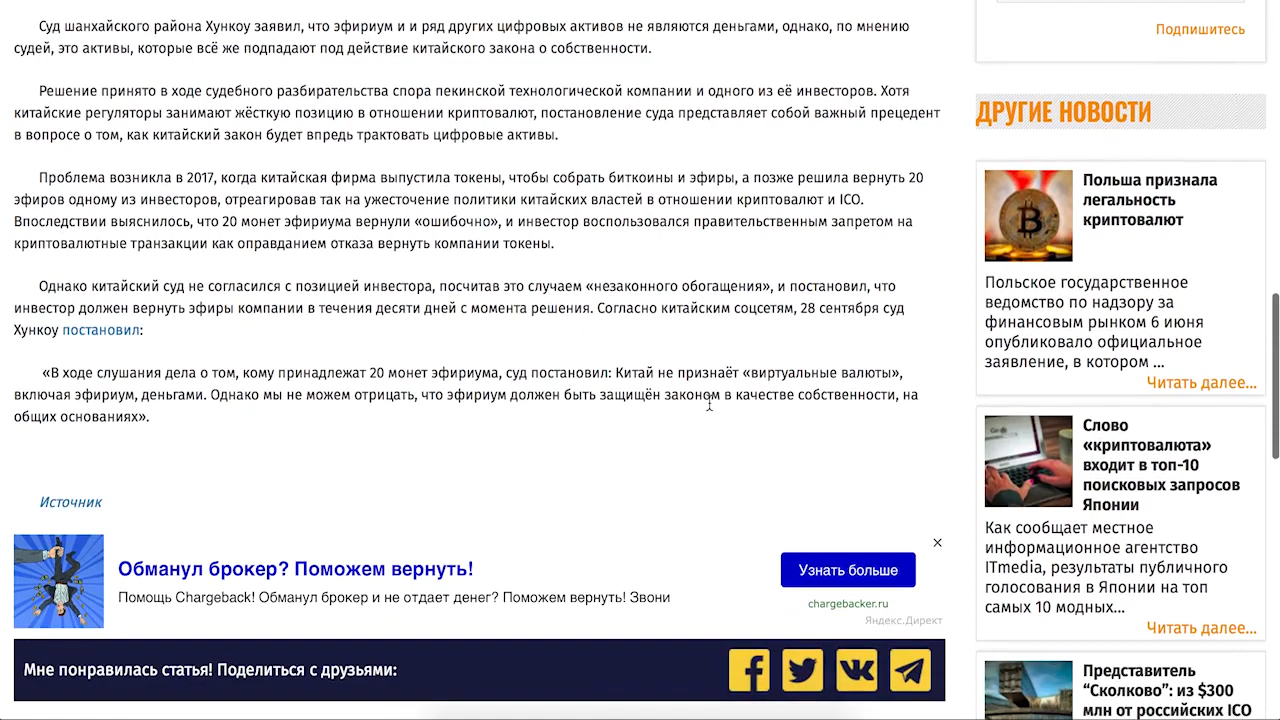 Суд шанхайского района Хункоу заявил, что эфириум и и ряд других цифровых активов не являются деньгами, однако, по мнению
судей, это активы, которые всё же подпадают под действие китайского закона о собственности.
Решение принято в ходе судебного разбирательства спора пекинской технологической компании и одного из её инвесторов. Хотя
китайские регуляторы занимают жёсткую позицию в отношении криптовалют, постановление суда представляет собой важный прецедент
в вопросе о том, как китайский закон будет впредь трактовать цифровые активы.
Проблема возникла в 2017, когда китайская фирма выпустила токены, чтобы собрать биткоины и эфиры, а позже решила вернуть 20
эфиров одному из инвесторов, отреагировав так на ужесточение политики китайских властей в отношении криптовалют и ICO.
Впоследствии выяснилось, что 20 монет эфириума вернули «ошибочно», и инвестор воспользовался правительственным запретом на
криптовалютные транзакции как оправданием отказа вернуть компании токены.
Однако китайский суд не согласился с позицией инвестора, посчитав это случаем «незаконного обогащения», и постановил, что
инвестор должен вернуть эфиры компании в течения десяти дней с момента решения. Согласно китайским соцсетям, 28 сентября суд
Хункоу постановил:
«В ходе слушания дела о том, кому принадлежат 20 монет эфириума, суд постановил: Китай не признаёт «виртуальные валюты»,
включая эфириум, деньгами. Однако мы не можем отрицать, что эфириум должен быть защищён законом в качестве собственности, на
общих основаниях».
Источник
Обманул брокер? Поможем вернуть!
Помощь Chargeback! Обманул брокер и не отдает денег? Поможем вернуть! Звони
Узнать больше
chargebacker.ru
Яндекс.Директ
Мне понравилась статья! Поделиться с друзьями:
Подпишитесь
ДРУГИЕ НОВОСТИ
Польша признала
легальность
криптовалют
Польское государственное
ведомство по надзору за
финансовым рынком 6 июня
опубликовало официальное
заявление, в котором ...
Читать далее...
Слово
«криптовалюта»
входит в топ-10
поисковых запросов
Японии
Как сообщает местное
информационное агентство
ITmedia, результаты публичного
голосования в Японии на топ
самых 10 модных...
Читать далее...
Представитель
“Сколково”: из $300
млн от российских ICO